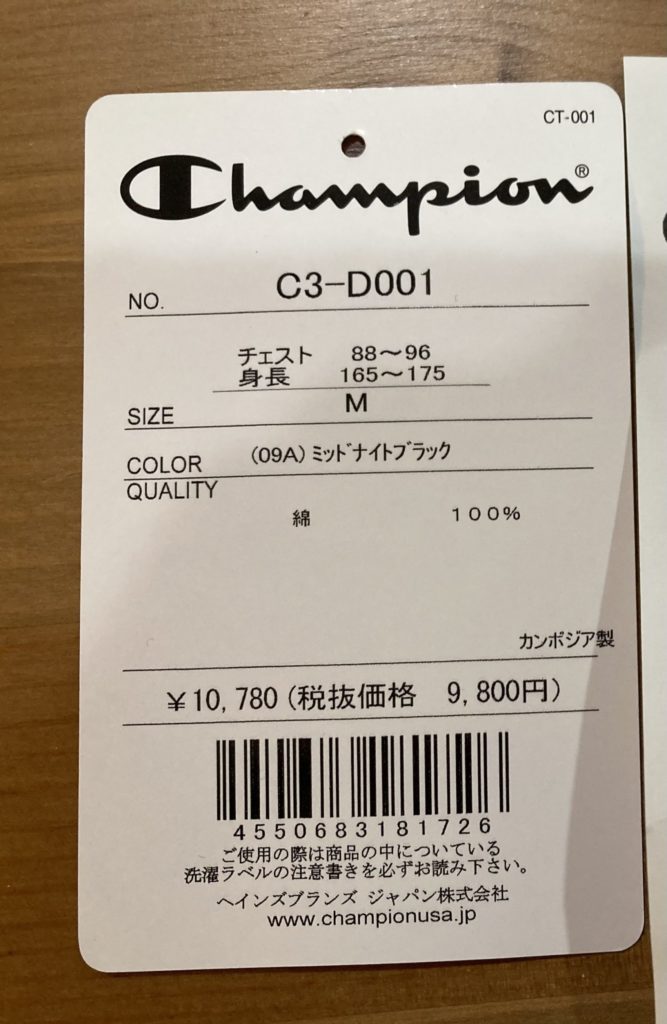 CT-001
Champion®
NO. C3-D001
チェスト 88〜96
身長 165〜175
SIZE M
COLOR (09A) ﾐｯﾄﾞﾅｲﾄﾌﾞﾗｯｸ
QUALITY
綿 100%
カンボジア製
¥10,780(税抜価格 9,800円)
4550683181726
ご使用の際は商品の中についている
洗濯ラベルの注意書きを必ずお読み下さい。
ヘインズブランズ ジャパン株式会社
www.championusa.jp